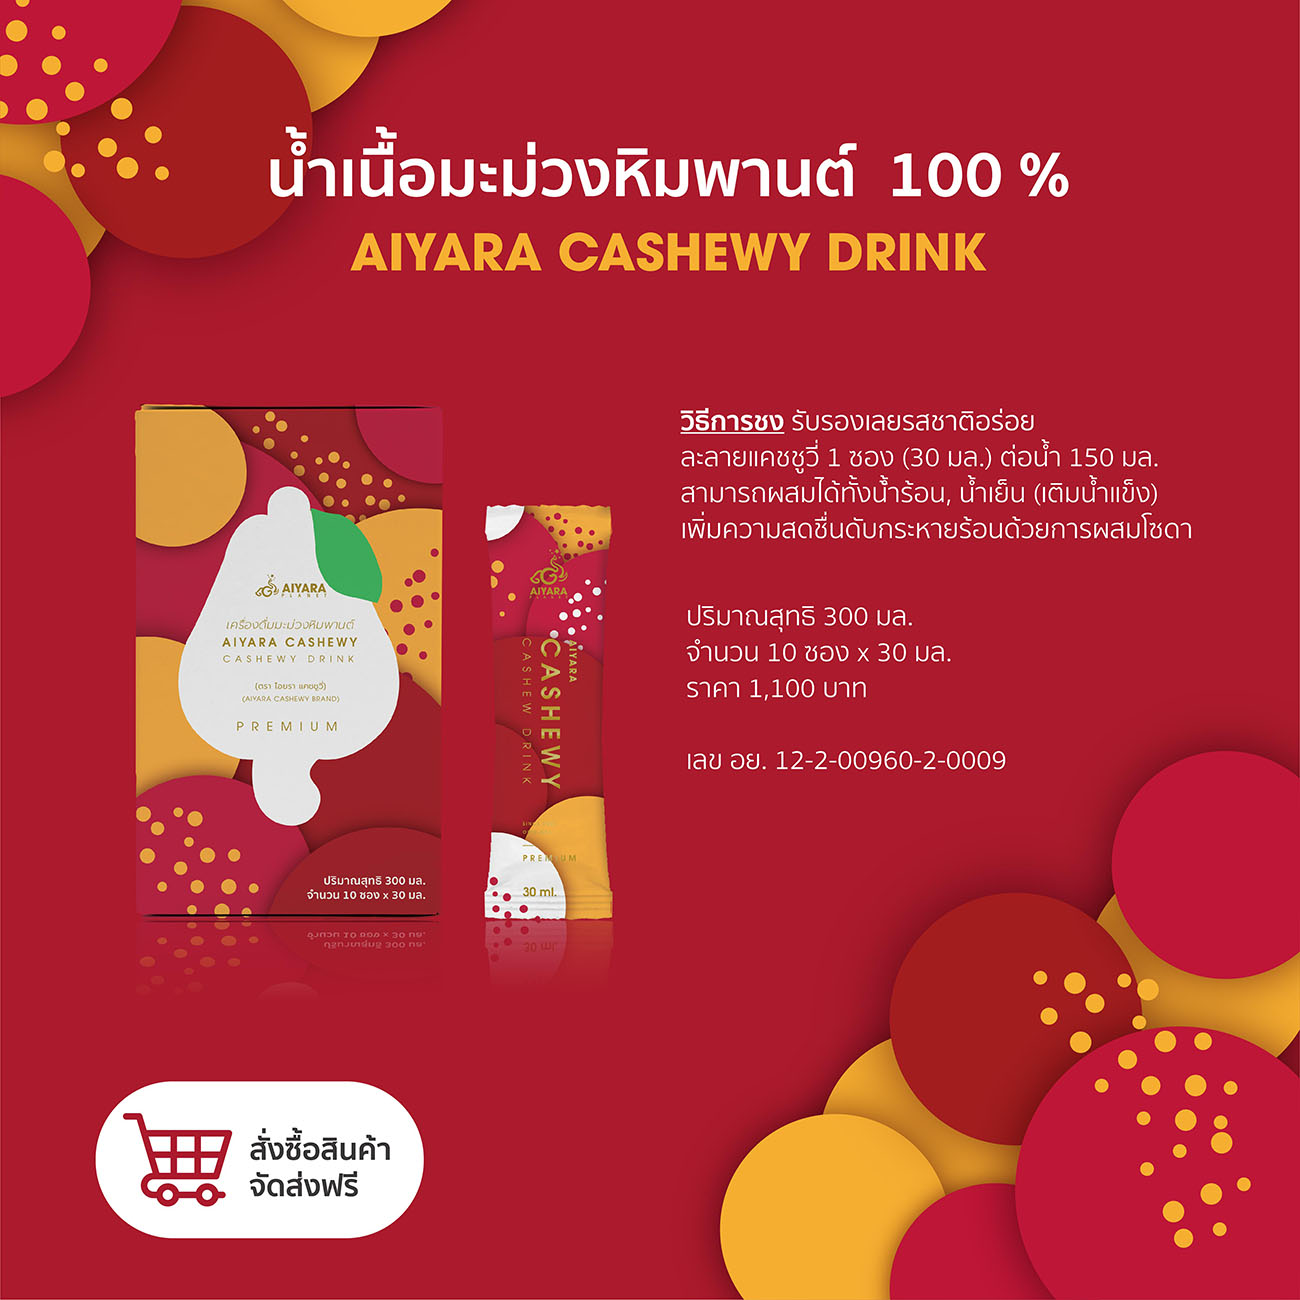 น้ำเนื้อมะม่วงหิมพานต์ 100 %
AIYARA CASHEWY DRINK
วิธีการชง รับรองเลยรสชาติอร่อย
ละลายแคชชูวี่ 1 ซอง (30 มล.) ต่อน้ำ 150 มล.
สามารถผสมได้ทั้งน้ำร้อน, น้ำเย็น (เติมน้ำแข็ง)
เพิ่มความสดชื่นดับกระหายร้อนด้วยการผสมโซดา
ปริมาณสุทธิ 300 มล.
จำนวน 10 ซอง x 30 มล.
ราคา 1,100 บาท
เลข อย. 12-2-00960-2-0009
AIYARA
PLANET
เครื่องดื่มมะม่วงหิมพานต์
AIYARA CASHEWY
CASHEWY DRINK
(ตรา ไอยรา แคชชูวี่)
(AIYARA CASHEWY BRAND)
PREMIUM
ปริมาณสุทธิ 300 มล.
จำนวน 10 ซอง x 30 มล.
AIYARA
PLANET
AIYARA
CASHEWY
CASHEW DRINK
PREMIUM
30 ml.
สั่งซื้อสินค้า
จัดส่งฟรี